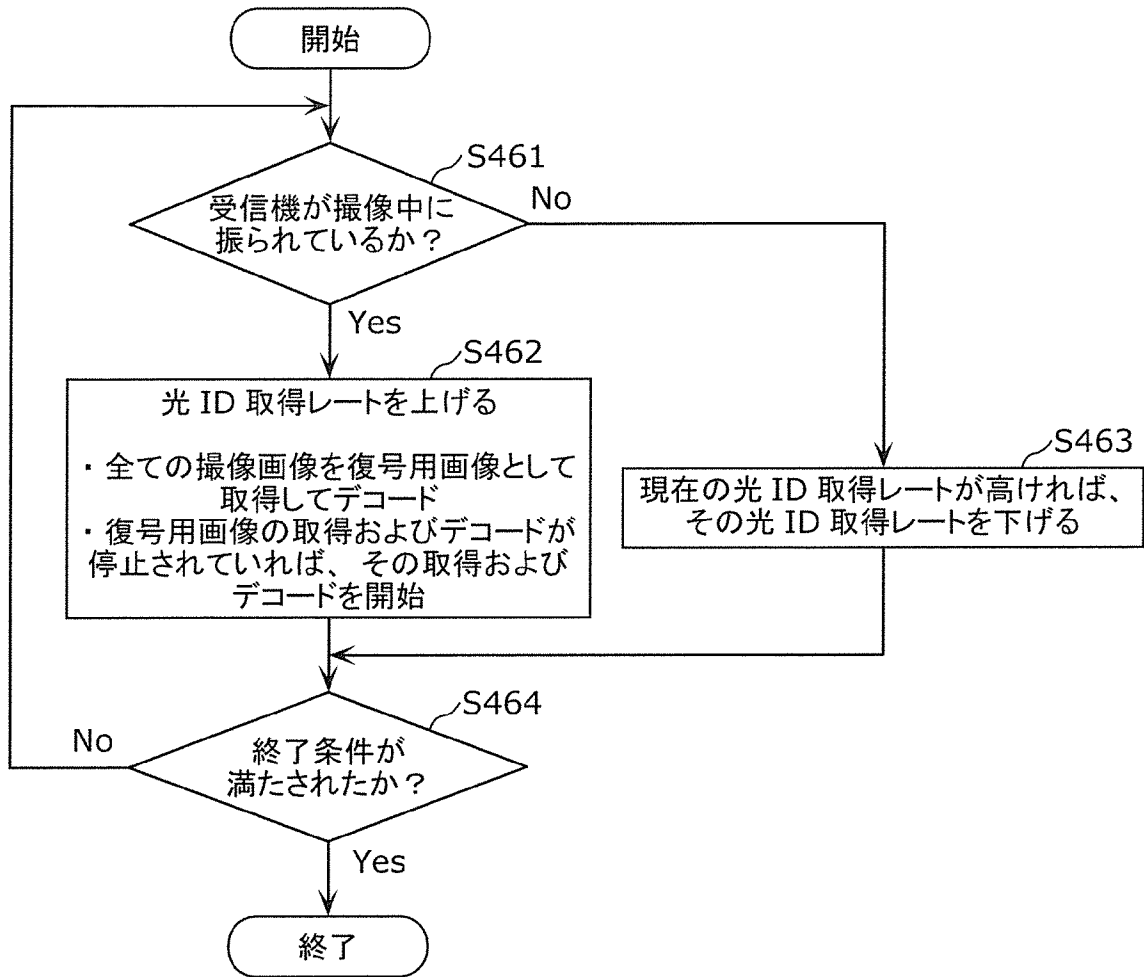 開始
S461
受信機が撮像中に
振られているか？
No
Yes
S462
光 ID 取得レートを上げる
・全ての撮像画像を復号用画像として
取得してデコード
・復号用画像の取得およびデコードが
停止されていれば、その取得および
デコードを開始
S463
現在の光 ID 取得レートが高ければ、
その光 ID 取得レートを下げる
S464
No
終了条件が
満たされたか？
Yes
終了